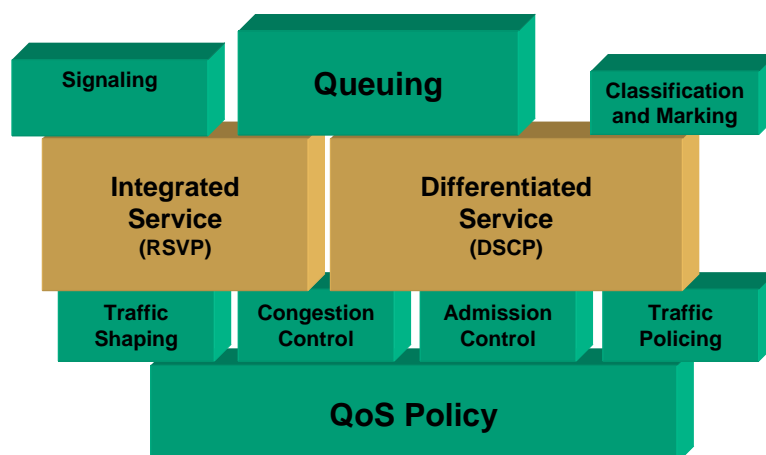 Signaling
Queuing
Classification
and Marking
Integrated
Service
(RSVP)
Differentiated
Service
(DSCP)
Traffic
Shaping
Congestion
Control
Admission
Control
Traffic
Policing
QoS Policy